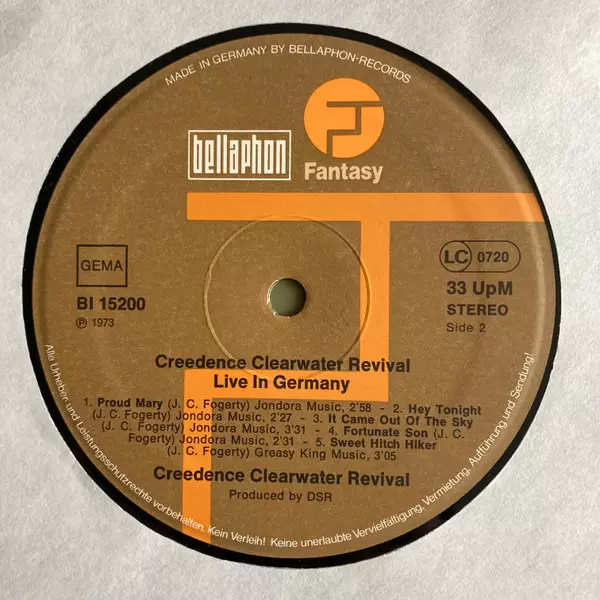 MADE IN GERMANY BY BELLAPHON-RECORDS
bellaphon
Fantasy
GEMA
LC 0720
BI 15200
33 UpM
℗ 1973
STEREO
Side 2
Creedence Clearwater Revival
Live In Germany
1. Proud Mary (J. C. Fogerty) Jondora Music, 2'58 - 2. Hey Tonight
(J. C. Fogerty) Jondora Music, 2'27 - 3. It Came Out Of The Sky
(J. C. Fogerty) Jondora Music, 2'31 - 4. Fortunate Son (J. C.
Fogerty) Jondora Music, 2'31 - 5. Sweet Hitch Hiker
(J. C. Fogerty) Greasy King Music, 3'05
Creedence Clearwater Revival
Produced by DSR
Alle Urheber- und Leistungsschutzrechte vorbehalten. Kein Verleih! Keine unerlaubte Vervielfältigung, Vermietung, Aufführung und Sendung!